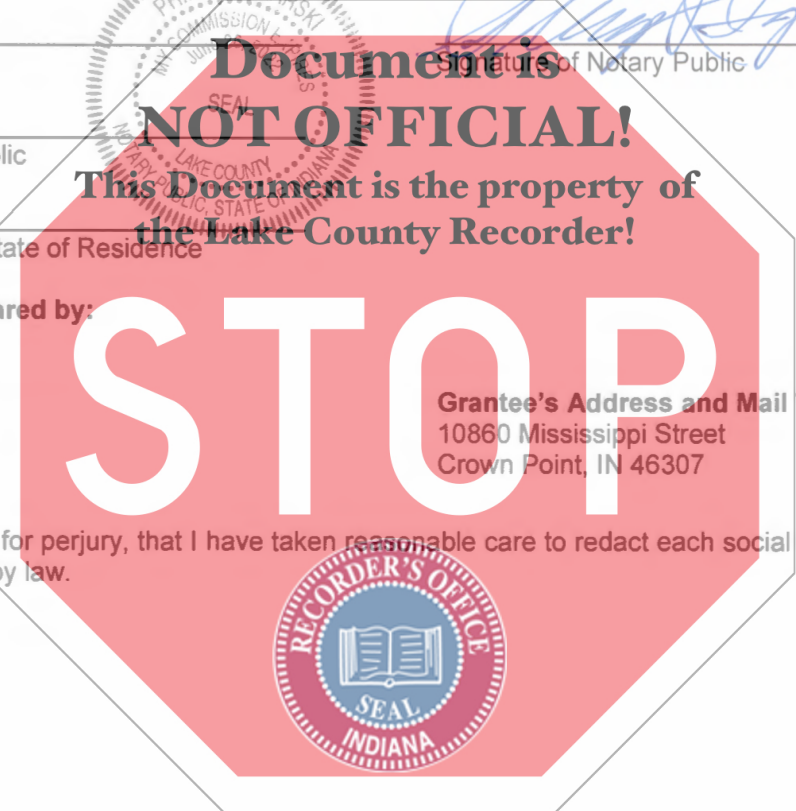 MY COMMISSION EXPIRES
SEAL
LAKE COUNTY
NOTARY PUBLIC, STATE OF INDIANA
Signature of Notary Public
Document is
NOT OFFICIAL!
This Document is the property of
the Lake County Recorder!
of Residence
by:
STOP
Grantee's Address and Mail
10860 Mississippi Street
Crown Point, IN 46307
for perjury, that I have taken reasonable care to redact each social
by law.
RECORDER'S OFFICE
SEAL
INDIANA